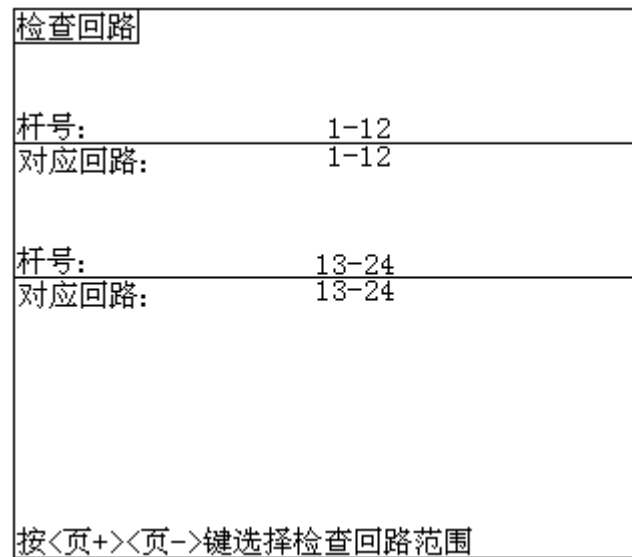 检查回路
杆号: 1-12
对应回路: 1-12
杆号: 13-24
对应回路: 13-24
按<页+><页->键选择检查回路范围